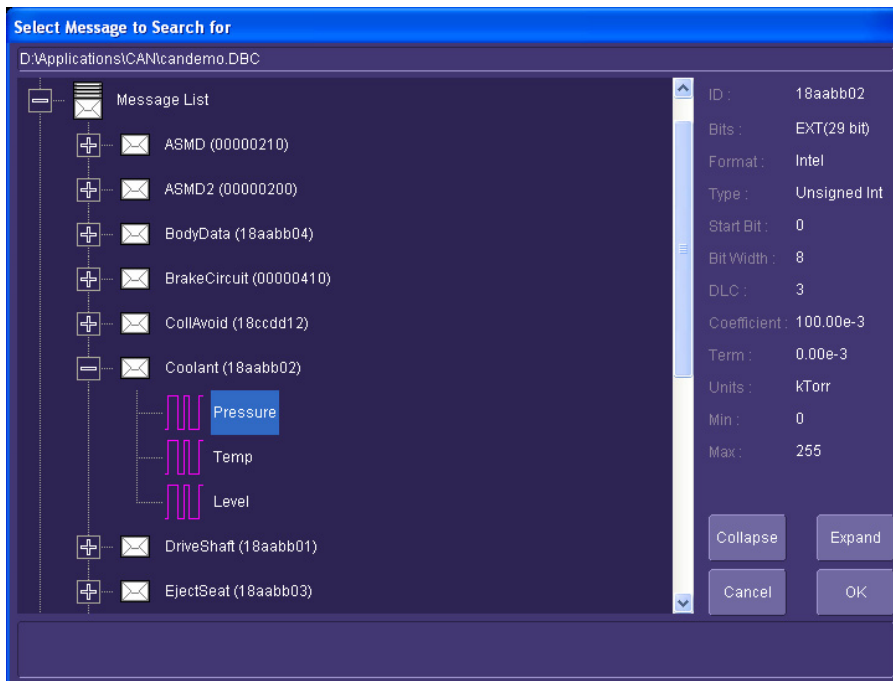 Select Message to Search for
D:\Applications\CAN\candemo.DBC
Message List
ASMD (00000210)
ASMD2 (00000200)
BodyData (18aabb04)
BrakeCircuit (00000410)
CollAvoid (18ccdd12)
Coolant (18aabb02)
Pressure
Temp
Level
DriveShaft (18aabb01)
EjectSeat (18aabb03)
ID : 18aabb02
Bits : EXT(29 bit)
Format : Intel
Type : Unsigned Int
Start Bit : 0
Bit Width : 8
DLC : 3
Coefficient : 100.00e-3
Term : 0.00e-3
Units : kTorr
Min : 0
Max : 255
Collapse Expand
Cancel OK